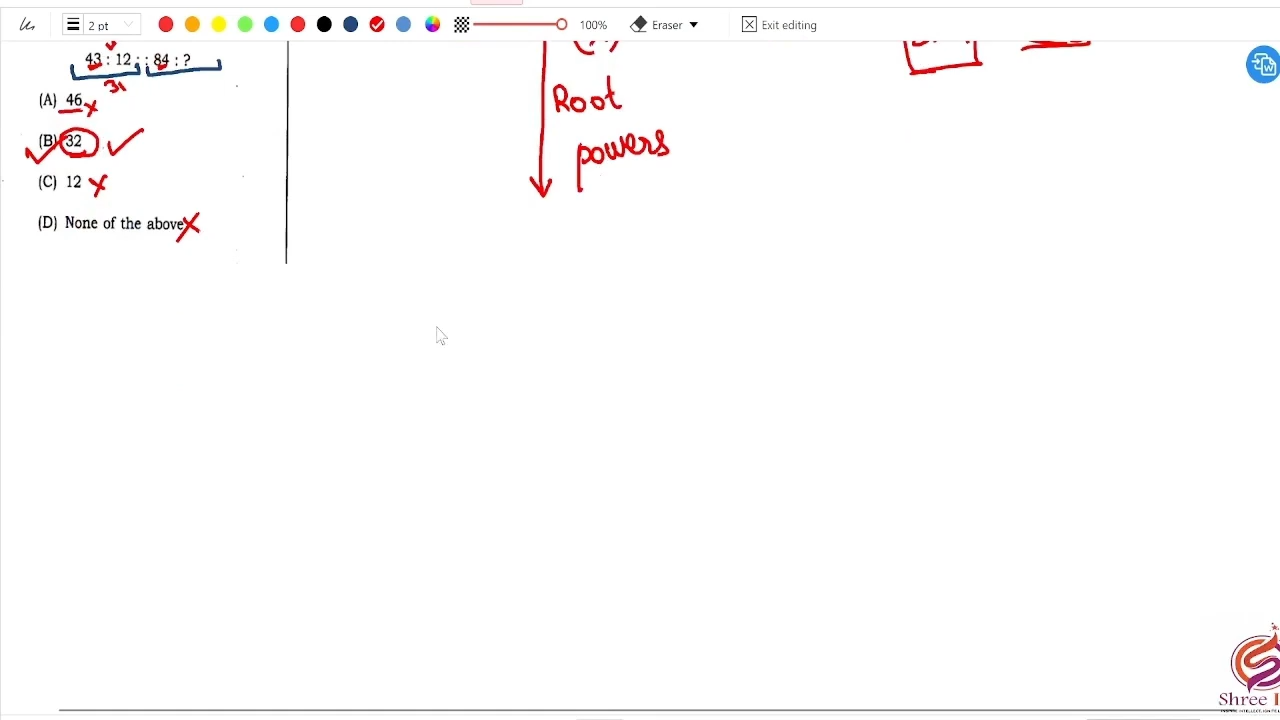 2 pt
100%
Eraser
Exit editing
43 : 12 : : 84 : ?
31
(A) 46
(B) 32
(C) 12
(D) None of the above
Root
powers
Shree